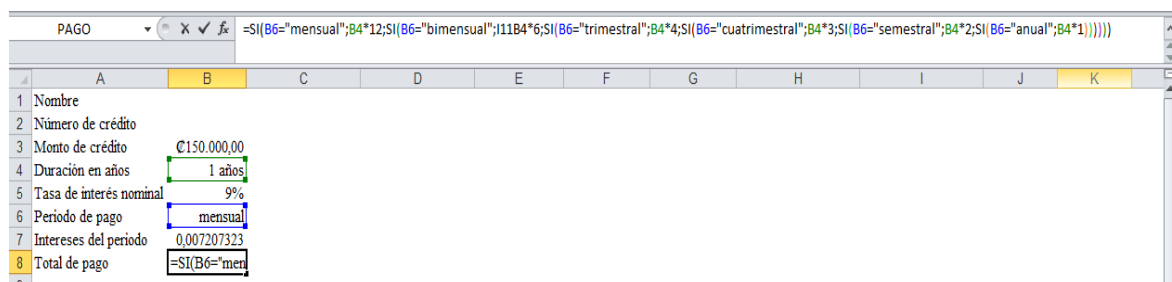 PAGO fx =SI(B6="mensual";B4*12;SI(B6="bimensual";I11B4*6;SI(B6="trimestral";B4*4;SI(B6="cuatrimestral";B4*3;SI(B6="semestral";B4*2;SI(B6="anual";B4*1))))))
A B C D E F G H I J K
1 Nombre
2 Número de crédito
3 Monto de crédito ₡150.000,00
4 Duración en años 1 años
5 Tasa de interés nominal 9%
6 Periodo de pago mensual
7 Intereses del periodo 0,007207323
8 Total de pago =SI(B6="men